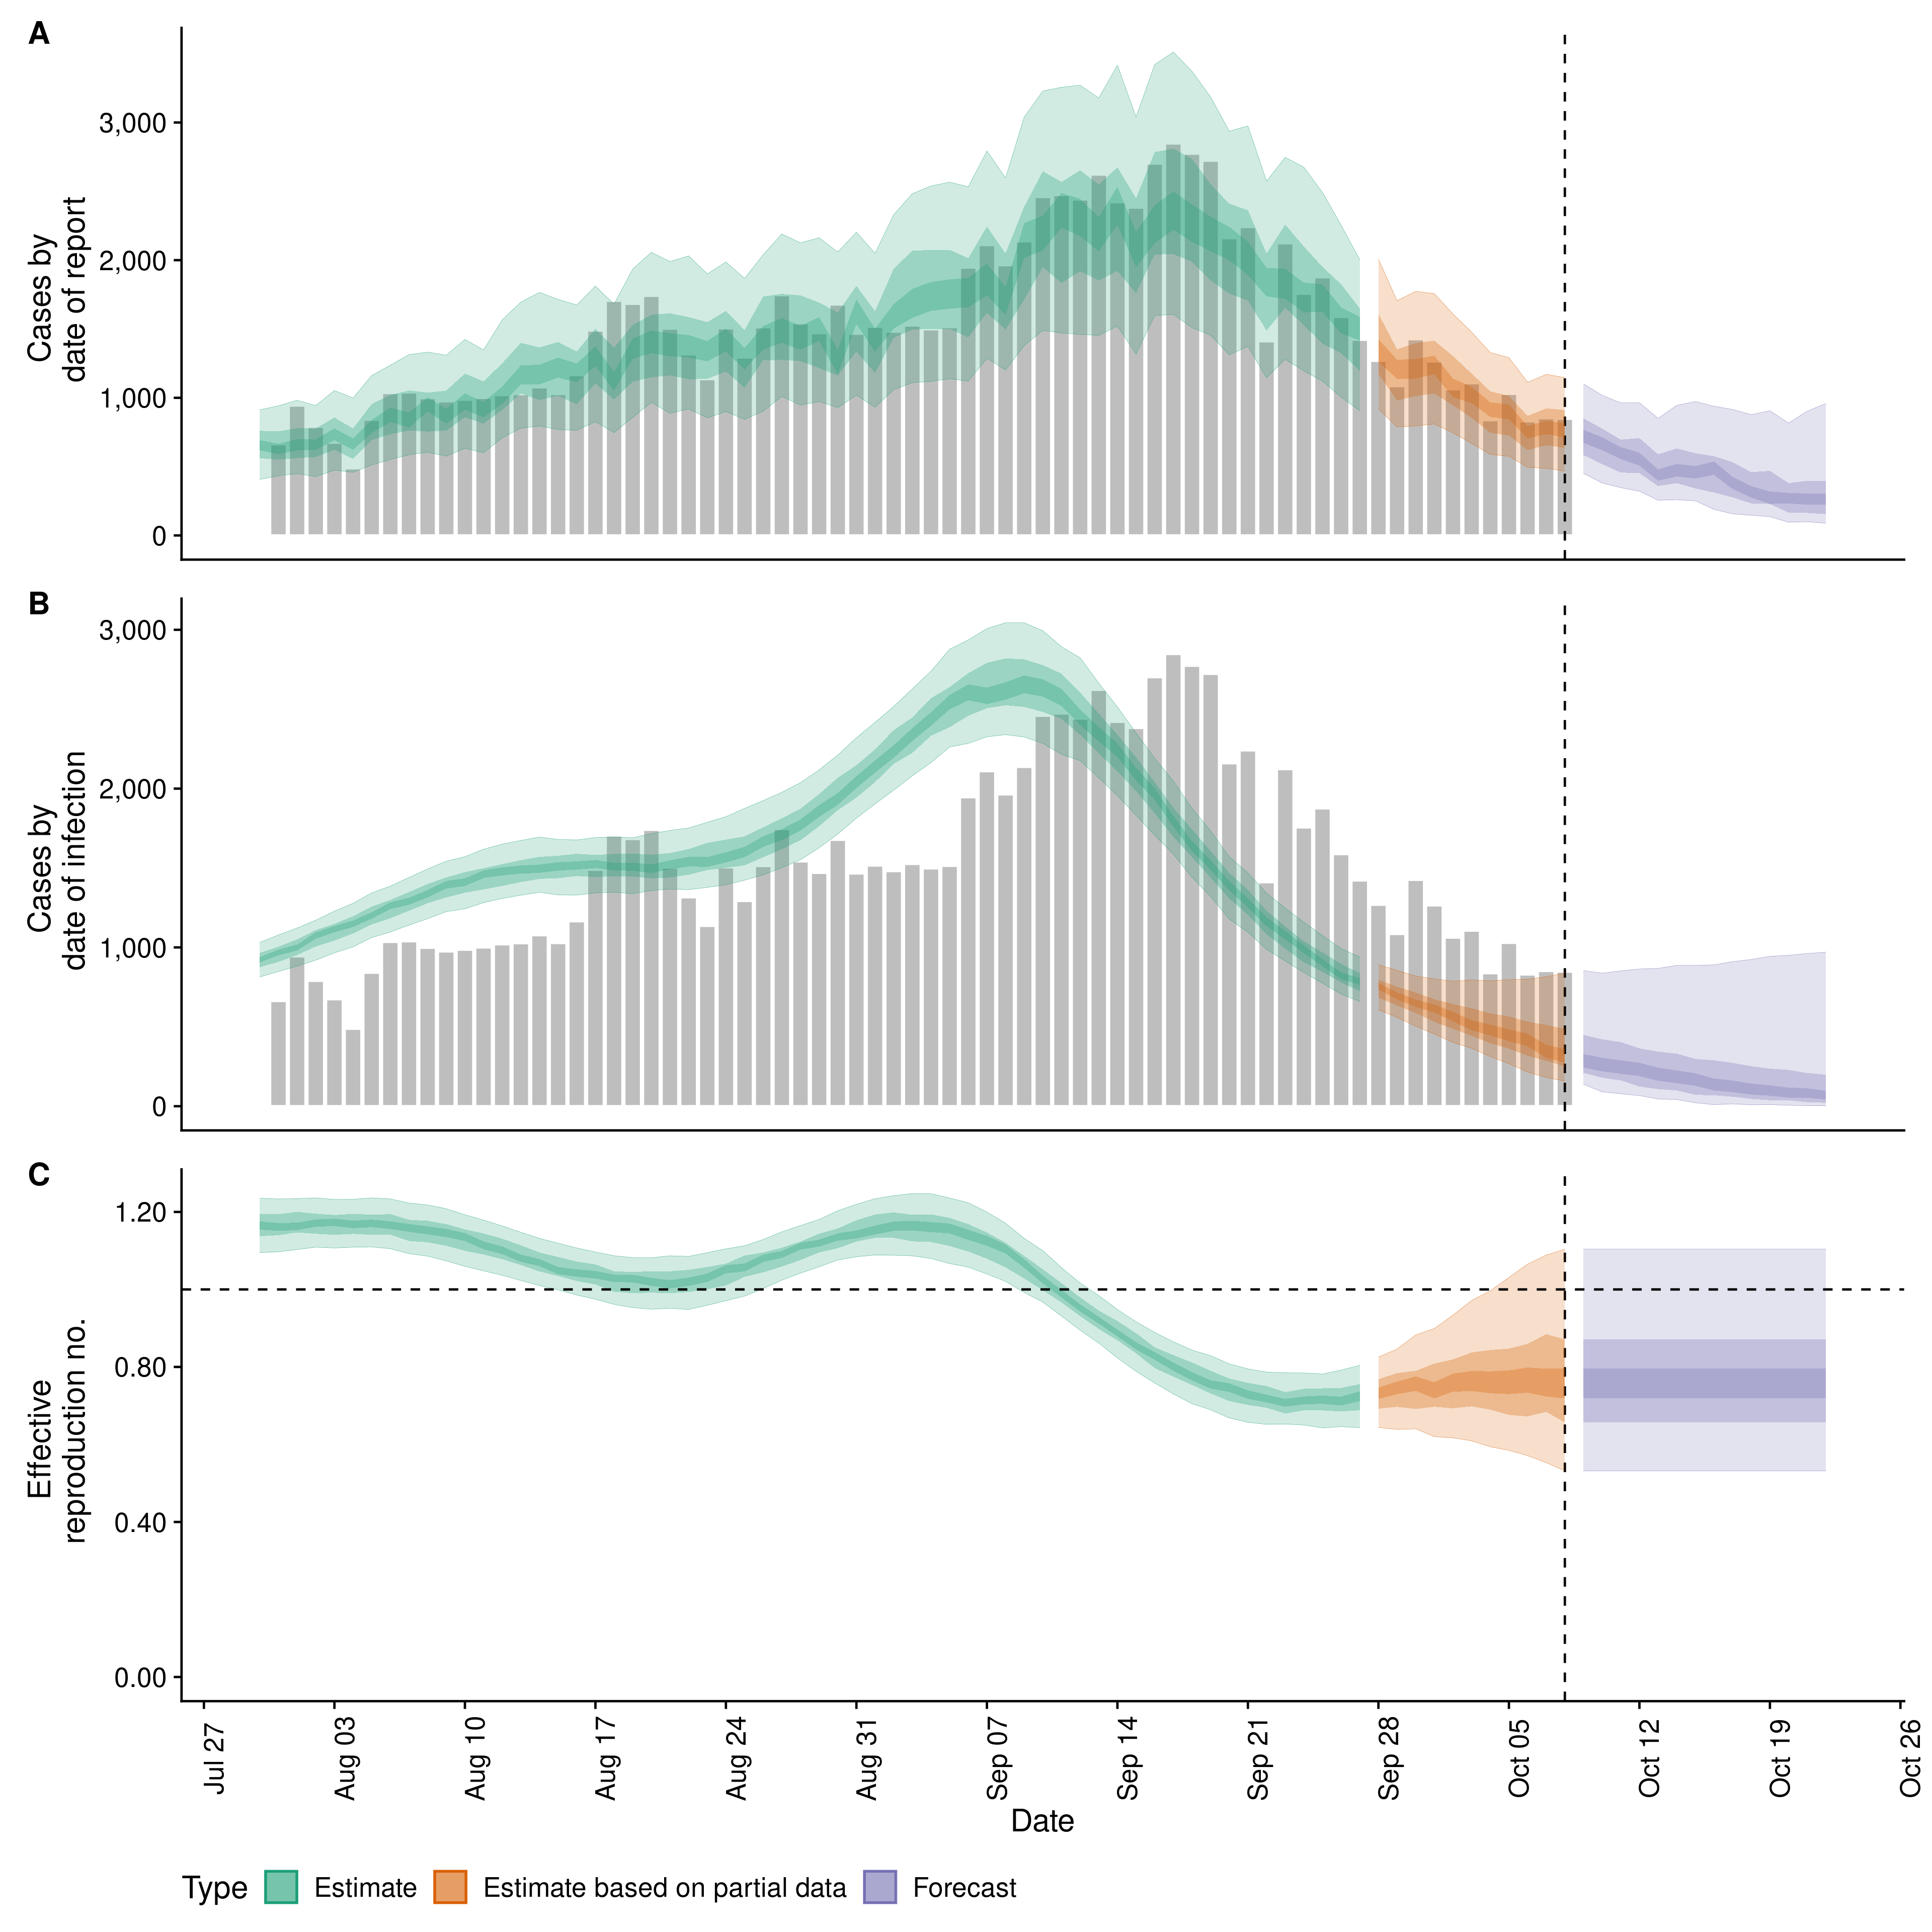 A
Cases by
date of report
3,000
2,000
1,000
0
B
Cases by
date of infection
3,000
2,000
1,000
0
C
Effective
reproduction no.
1.20
0.80
0.40
0.00
Jul 27
Aug 03
Aug 10
Aug 17
Aug 24
Aug 31
Sep 07
Sep 14
Sep 21
Sep 28
Oct 05
Oct 12
Oct 19
Oct 26
Date
Type Estimate Estimate based on partial data Forecast